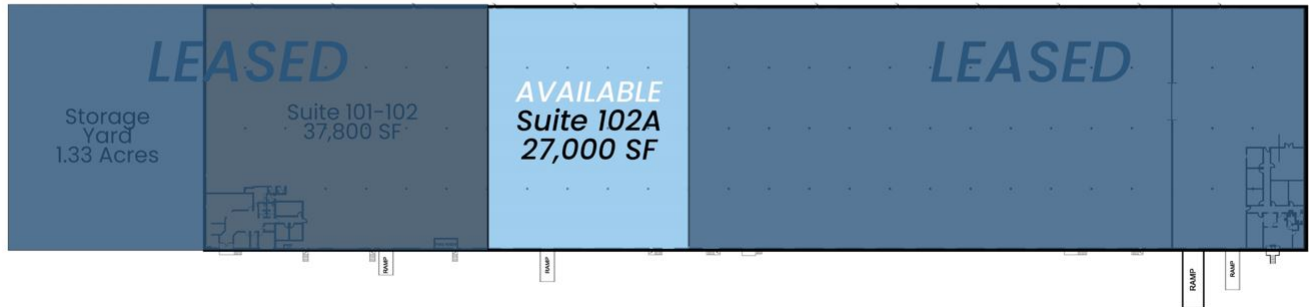 LEASED
Storage
Yard
1.33 Acres
Suite 101-102
37,800 SF
AVAILABLE
Suite 102A
27,000 SF
LEASED
RAMP
RAMP
RAMP
RAMP